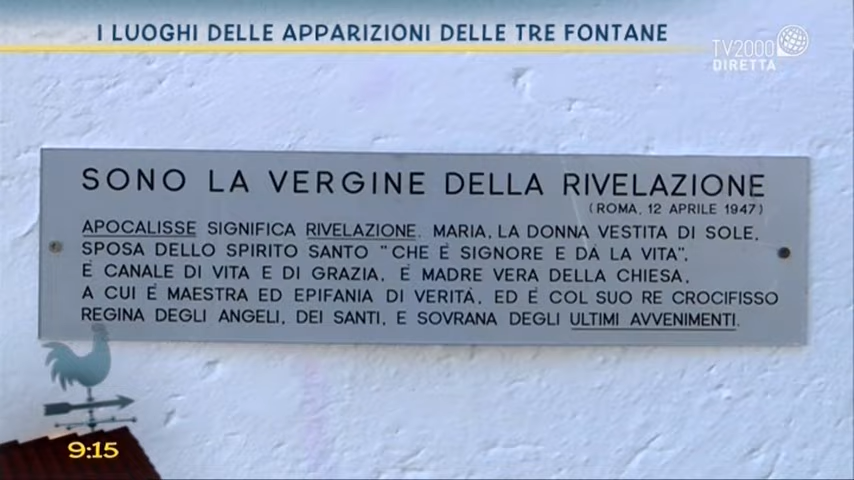 I LUOGHI DELLE APPARIZIONI DELLE TRE FONTANE
TV2000
DIRETTA
SONO LA VERGINE DELLA RIVELAZIONE
(ROMA, 12 APRILE 1947)
APOCALISSE SIGNIFICA RIVELAZIONE. MARIA, LA DONNA VESTITA DI SOLE,
SPOSA DELLO SPIRITO SANTO "CHE È SIGNORE E DÀ LA VITA",
È CANALE DI VITA E DI GRAZIA, È MADRE VERA DELLA CHIESA,
A CUI È MAESTRA ED EPIFANIA DI VERITÀ, ED È COL SUO RE CROCIFISSO
REGINA DEGLI ANGELI, DEI SANTI, E SOVRANA DEGLI ULTIMI AVVENIMENTI.
9:15